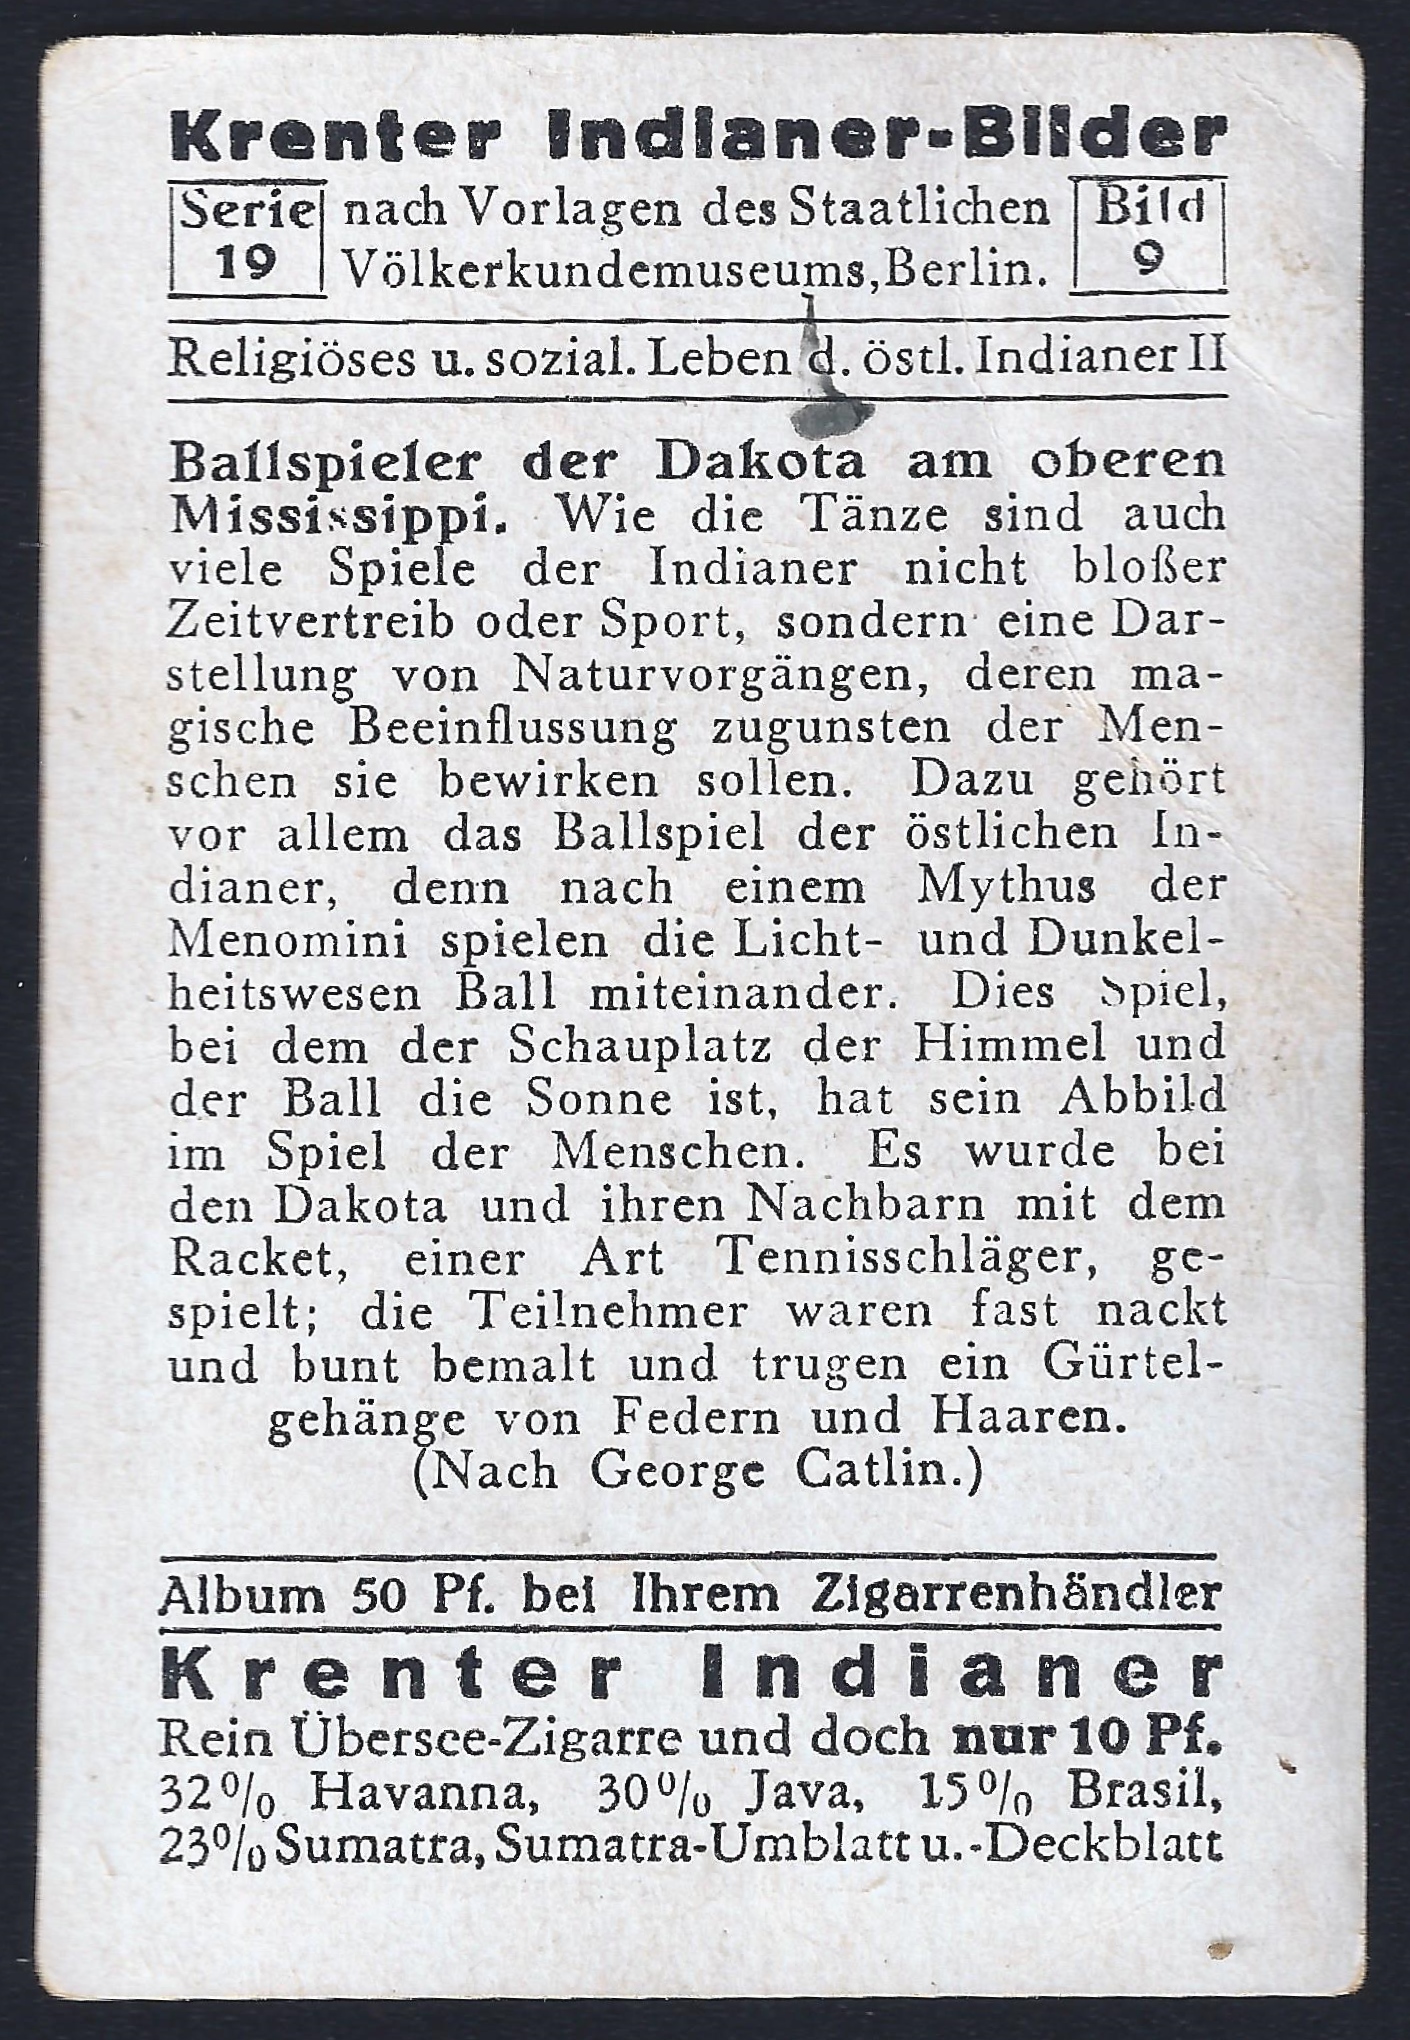 Krenter Indianer-Bilder
Serie
19
nach Vorlagen des Staatlichen
Völkerkundemuseums, Berlin.
Bild
9
Religiöses u. sozial. Leben d. östl. Indianer II
Ballspieler der Dakota am oberen
Mississippi. Wie die Tänze sind auch
viele Spiele der Indianer nicht bloßer
Zeitvertreib oder Sport, sondern eine Dar-
stellung von Naturvorgängen, deren ma-
gische Beeinflussung zugunsten der Men-
schen sie bewirken sollen. Dazu gehört
vor allem das Ballspiel der östlichen In-
dianer, denn nach einem Mythus der
Menomini spielen die Licht- und Dunkel-
heitswesen Ball miteinander. Dies Spiel,
bei dem der Schauplatz der Himmel und
der Ball die Sonne ist, hat sein Abbild
im Spiel der Menschen. Es wurde bei
den Dakota und ihren Nachbarn mit dem
Racket, einer Art Tennisschläger, ge-
spielt; die Teilnehmer waren fast nackt
und bunt bemalt und trugen ein Gürtel-
gehänge von Federn und Haaren.
(Nach George Catlin.)
Album 50 Pf. bei Ihrem Zigarrenhändler
Krenter Indianer
Rein Übersee-Zigarre und doch nur 10 Pf.
32% Havanna, 30% Java, 15% Brasil,
23% Sumatra, Sumatra-Umblatt u.-Deckblatt